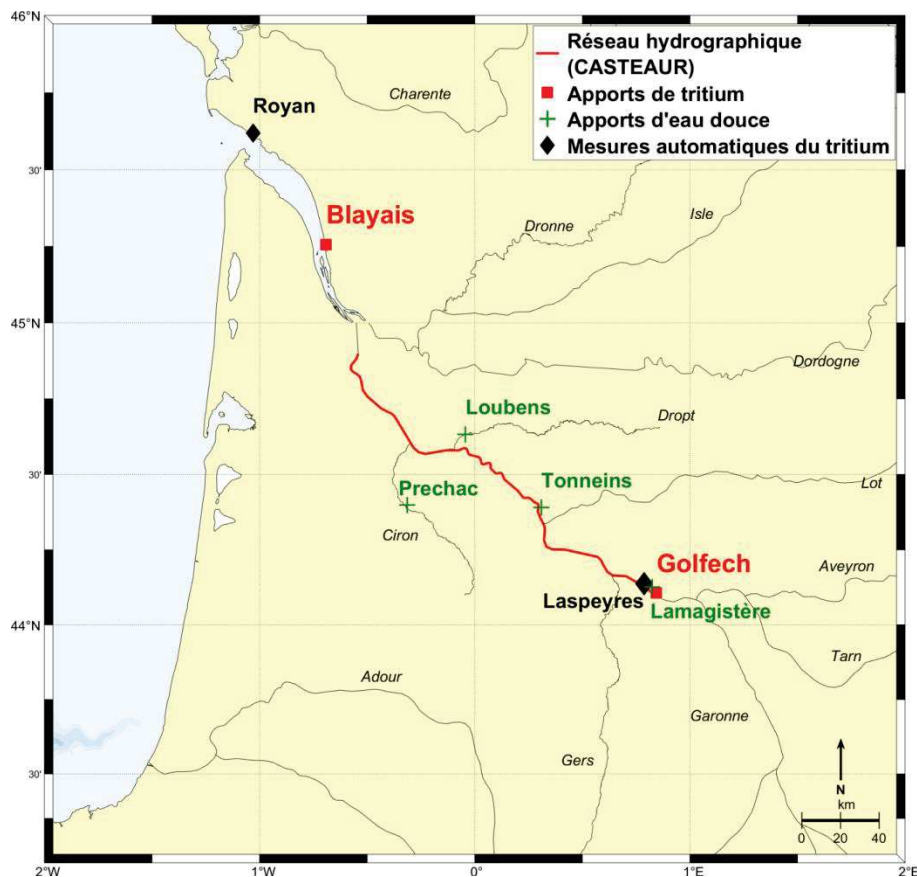 46°N
Réseau hydrographique
(CASTEAUR)
Apports de tritium
Apports d'eau douce
Mesures automatiques du tritium
Charente
Royan
30'
Blayais
Dronne
Isle
45°N
Dordogne
Loubens
Dropt
30'
Prechac
Tonneins
Lot
Ciron
Golfech
Aveyron
Laspeyres
Lamagistère
44°N
Tarn
Adour
Garonne
Gers
30'
N
km
0 20 40
2°W 1°W 0° 1°E 2°E